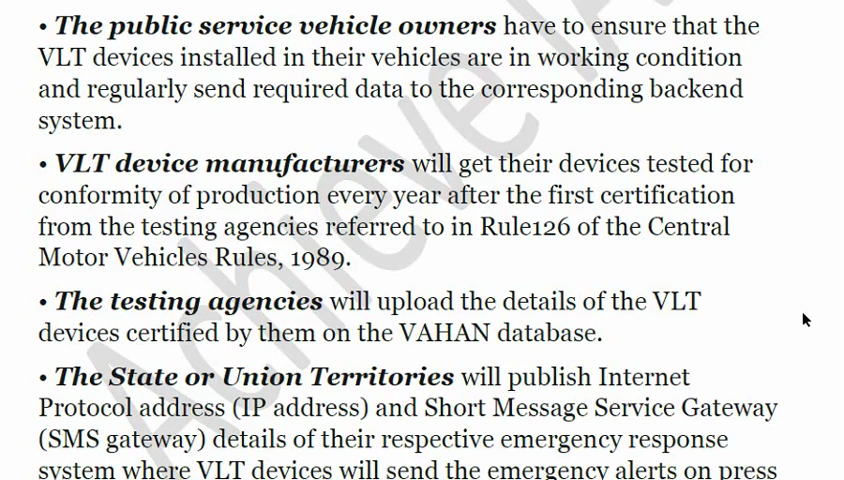 • The public service vehicle owners have to ensure that the
VLT devices installed in their vehicles are in working condition
and regularly send required data to the corresponding backend
system.
• VLT device manufacturers will get their devices tested for
conformity of production every year after the first certification
from the testing agencies referred to in Rule126 of the Central
Motor Vehicles Rules, 1989.
• The testing agencies will upload the details of the VLT
devices certified by them on the VAHAN database.
• The State or Union Territories will publish Internet
Protocol address (IP address) and Short Message Service Gateway
(SMS gateway) details of their respective emergency response
system where VLT devices will send the emergency alerts on press
Achieve IA